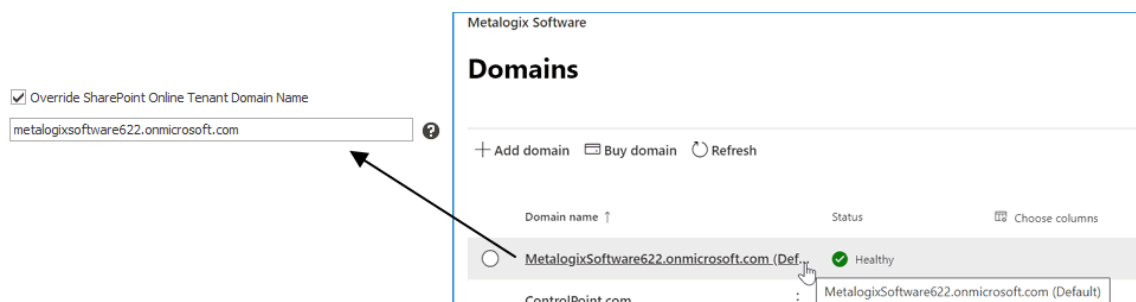 Metalogix Software
Domains
Override SharePoint Online Tenant Domain Name
metalogixsoftware622.onmicrosoft.com
Add domain Buy domain Refresh
Domain name ↑ Status Choose columns
MetalogixSoftware622.onmicrosoft.com (Def... Healthy
ControlPoint.com
MetalogixSoftware622.onmicrosoft.com (Default)